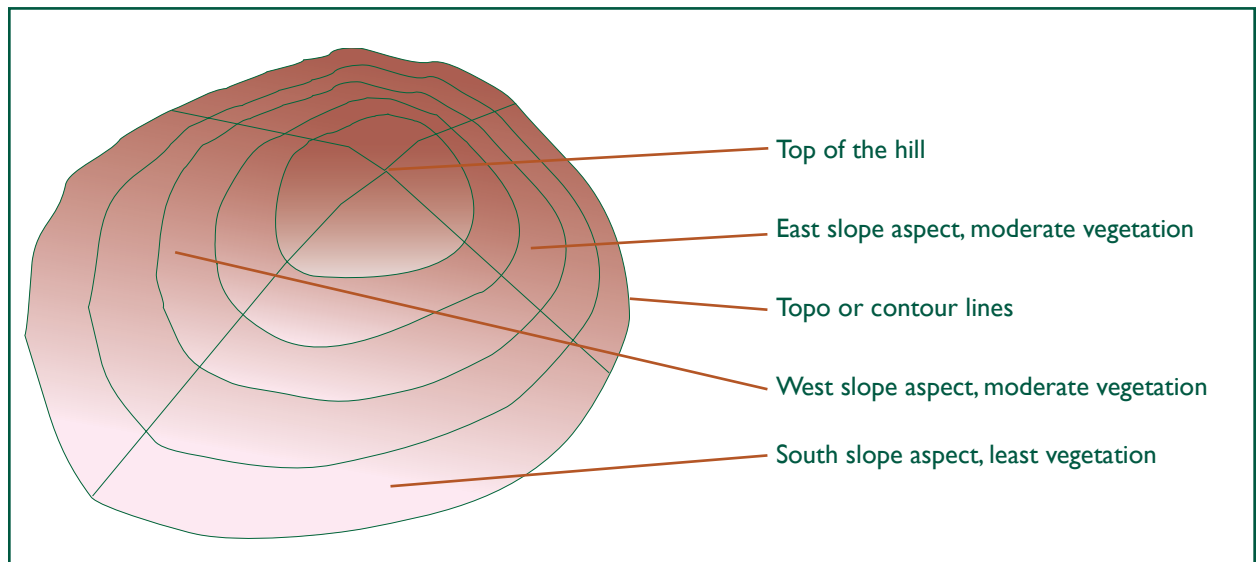 Top of the hill
East slope aspect, moderate vegetation
Topo or contour lines
West slope aspect, moderate vegetation
South slope aspect, least vegetation